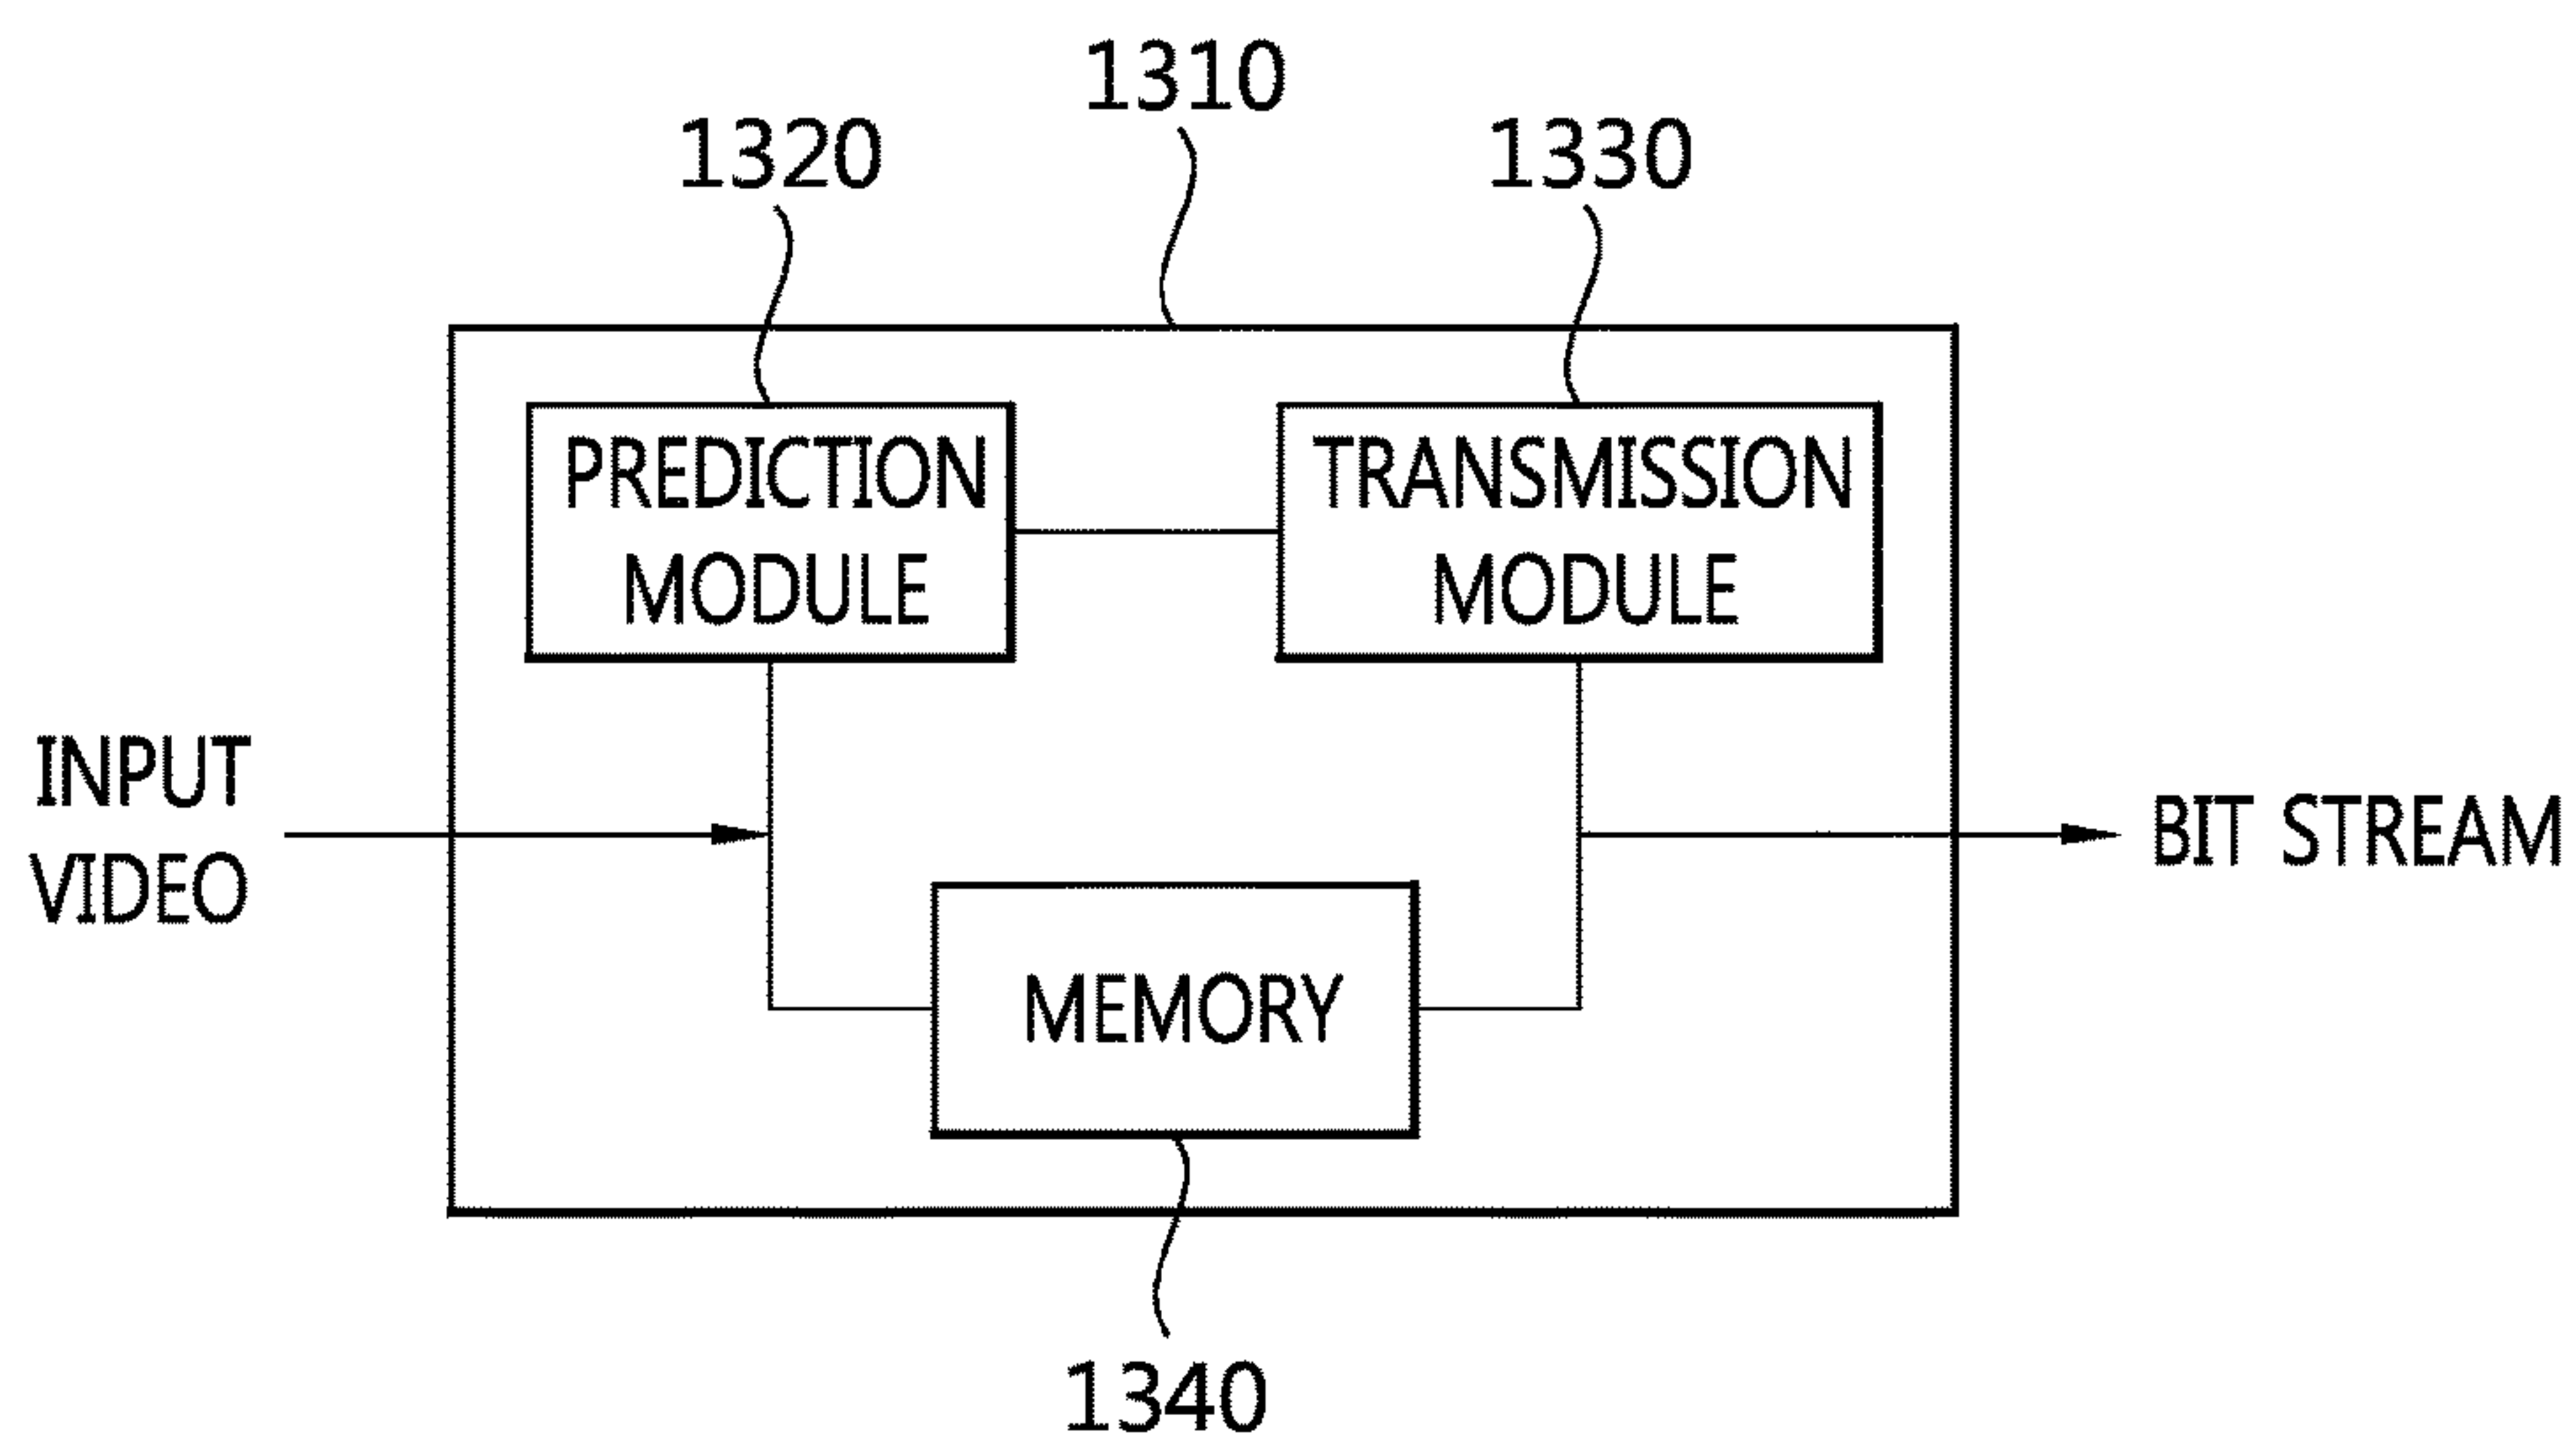 1310
1320
1330
PREDICTION
MODULE
TRANSMISSION
MODULE
INPUT
VIDEO
BIT STREAM
MEMORY
1340